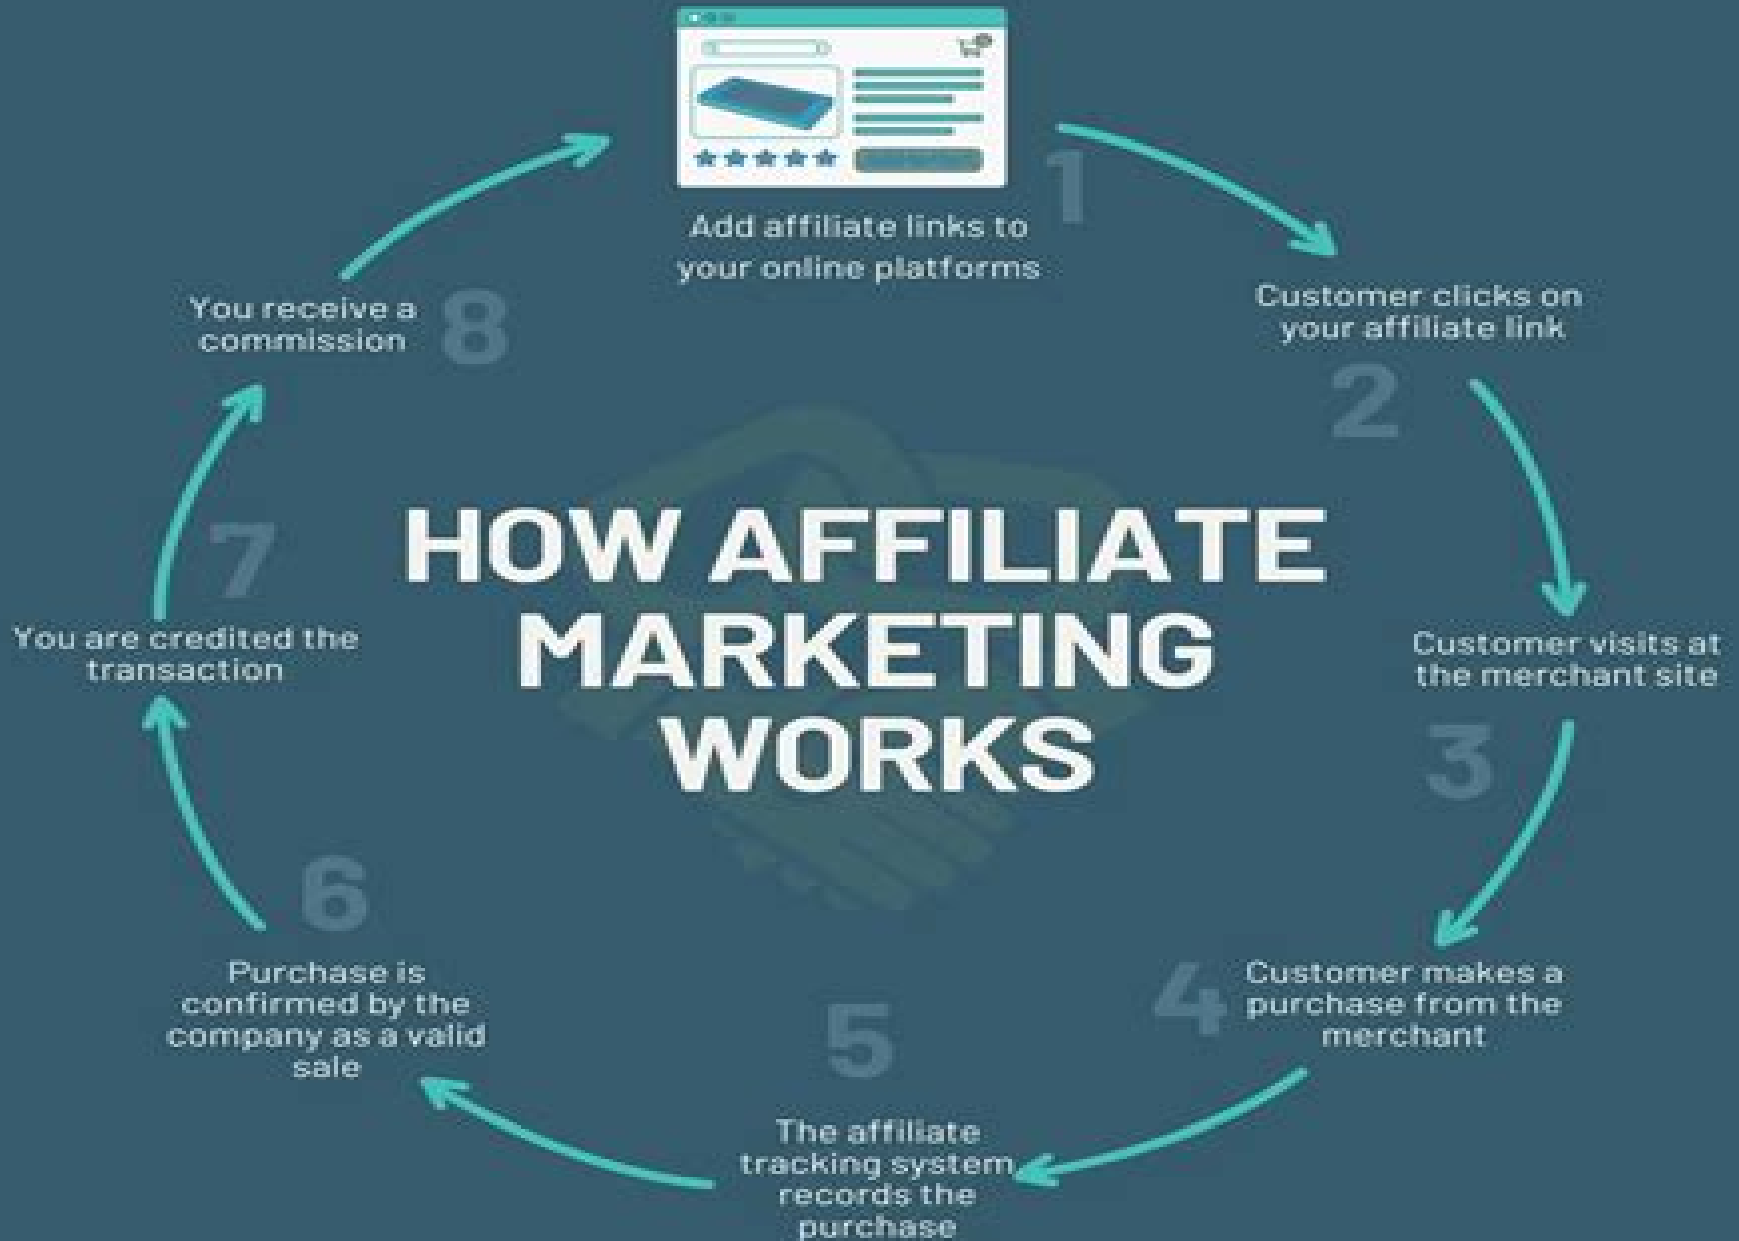 Add affiliate links to
your online platforms
1
Customer clicks on
your affiliate link
2
Customer visits at
the merchant site
3
4
Customer makes a
purchase from the
merchant
5
The affiliate
tracking system
records the
purchase
6
Purchase is
confirmed by the
company as a valid
sale
7
You are credited the
transaction
You receive a
commission
8
HOW AFFILIATE
MARKETING
WORKS